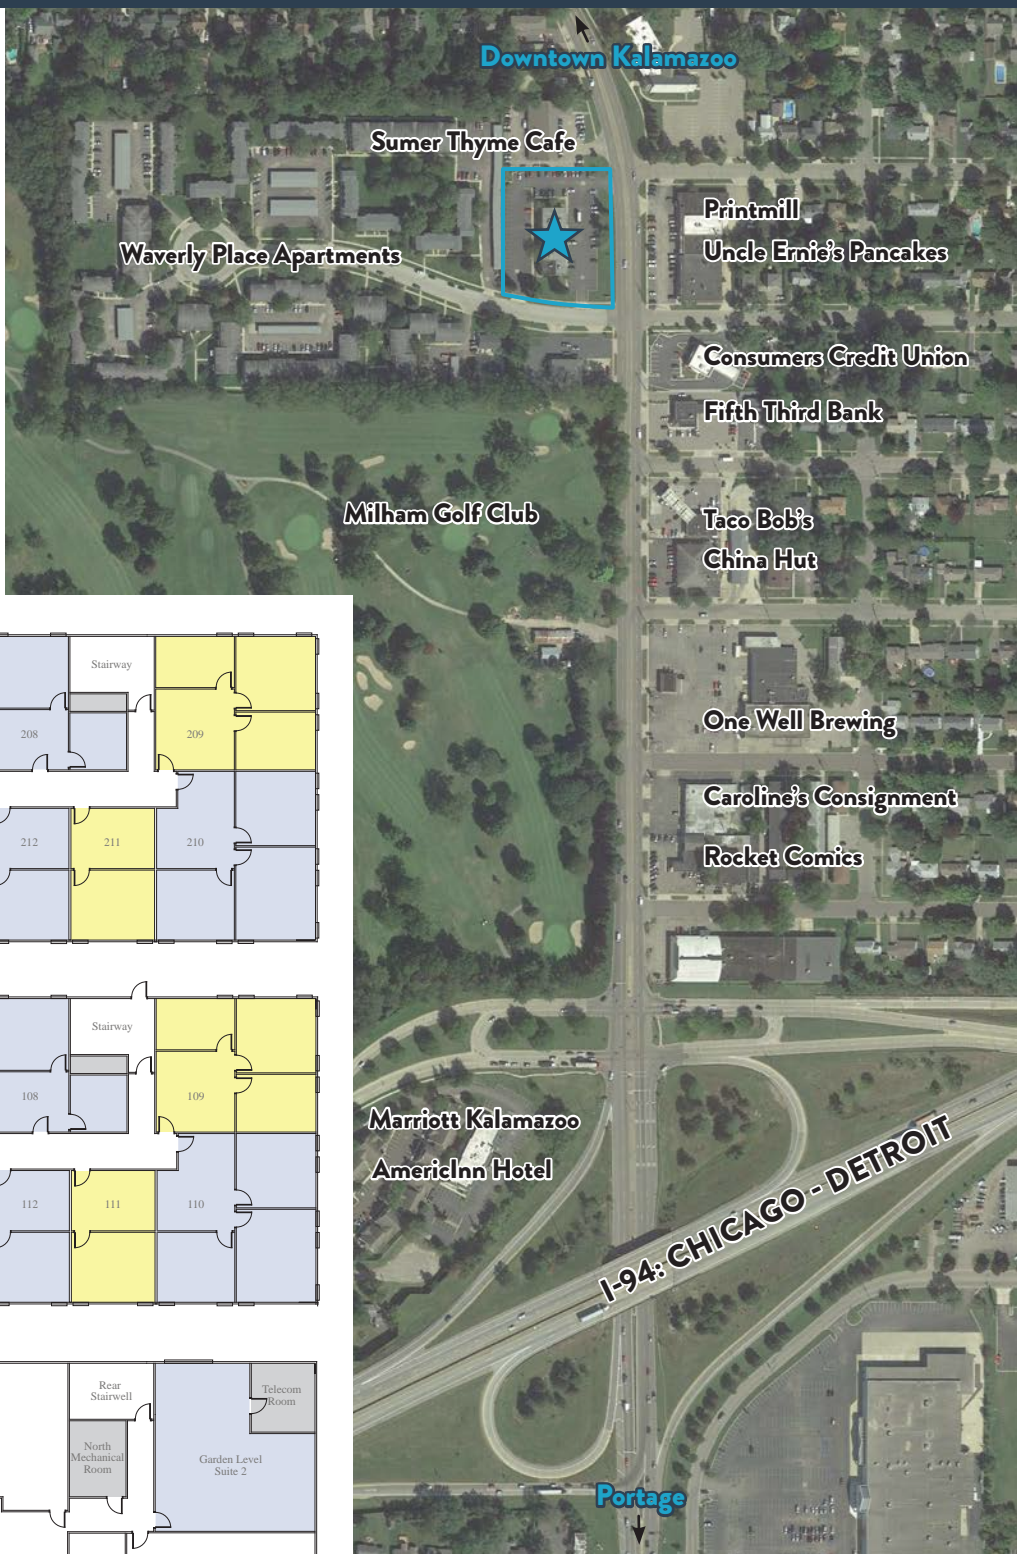 Downtown Kalamazoo
Sumer Thyme Cafe
Printmill
Uncle Ernie's Pancakes
Waverly Place Apartments
Consumers Credit Union
Fifth Third Bank
Milham Golf Club
Taco Bob's
China Hut
One Well Brewing
Caroline's Consignment
Rocket Comics
Marriott Kalamazoo
AmericInn Hotel
I-94: CHICAGO - DETROIT
Portage
Stairway
208
209
212
211
210
Stairway
108
109
112
111
110
Rear
Stairwell
Telecom
Room
North
Mechanical
Room
Garden Level
Suite 2